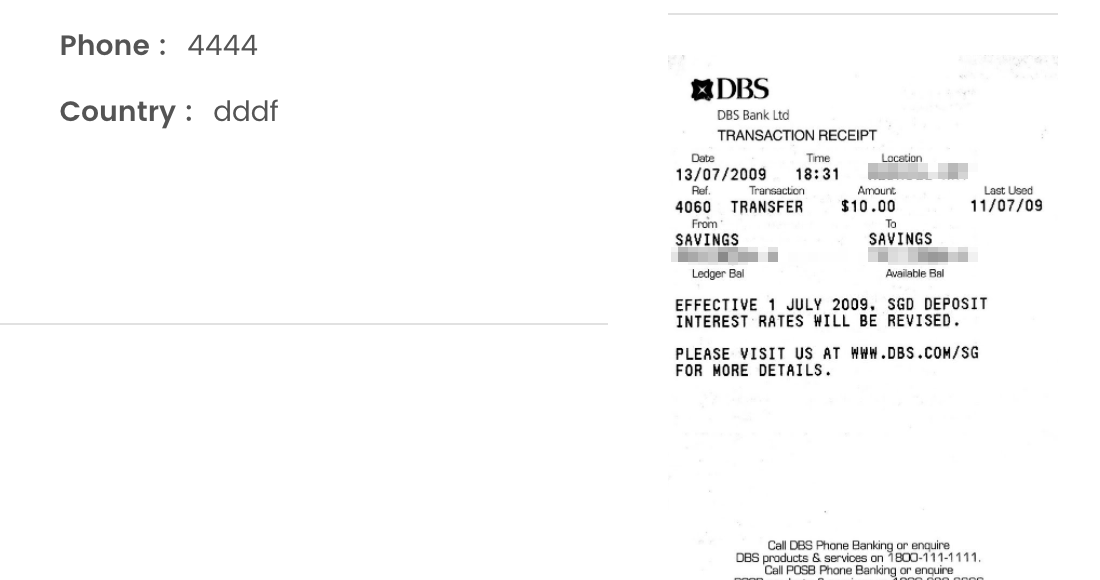 Phone : 4444
Country : dddf
DBS
DBS Bank Ltd
TRANSACTION RECEIPT
Date Time Location
13/07/2009 18:31
Ref. Transaction Amount Last Used
4060 TRANSFER $10.00 11/07/09
From To
SAVINGS SAVINGS
Ledger Bal Available Bal
EFFECTIVE 1 JULY 2009, SGD DEPOSIT
INTEREST RATES WILL BE REVISED.
PLEASE VISIT US AT WWW.DBS.COM/SG
FOR MORE DETAILS.
Call DBS Phone Banking or enquire
DBS products & services on 1800-111-1111.
Call POSB Phone Banking or enquire